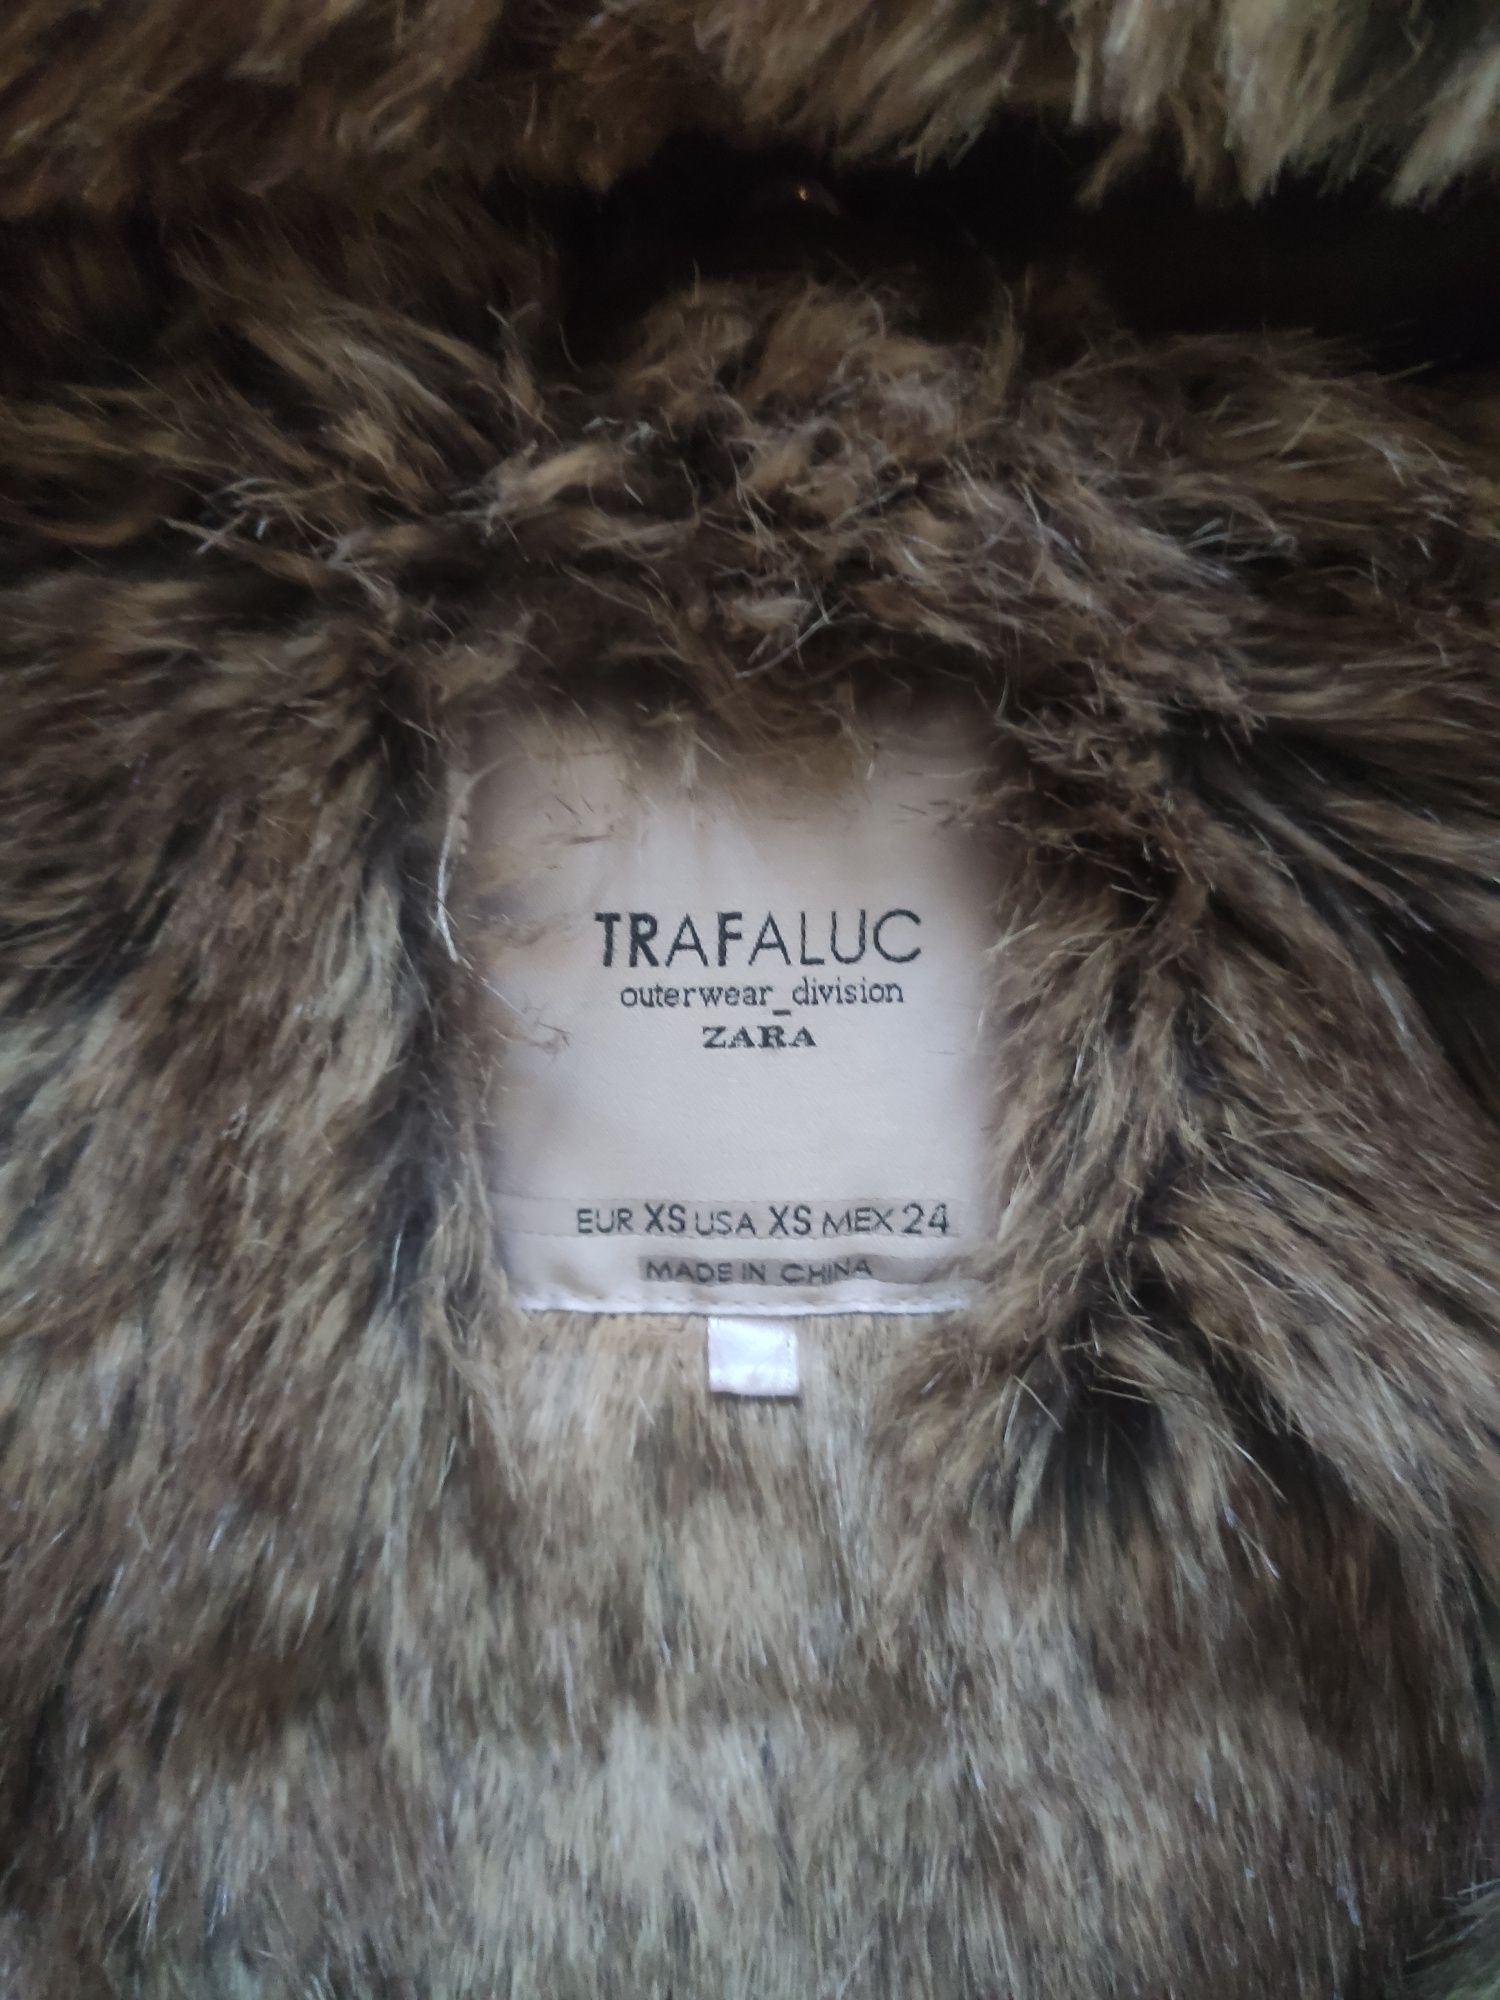 TRAFALUC
outerwear_division
ZARA
EUR XS USA XS MEX 24
MADE IN CHINA